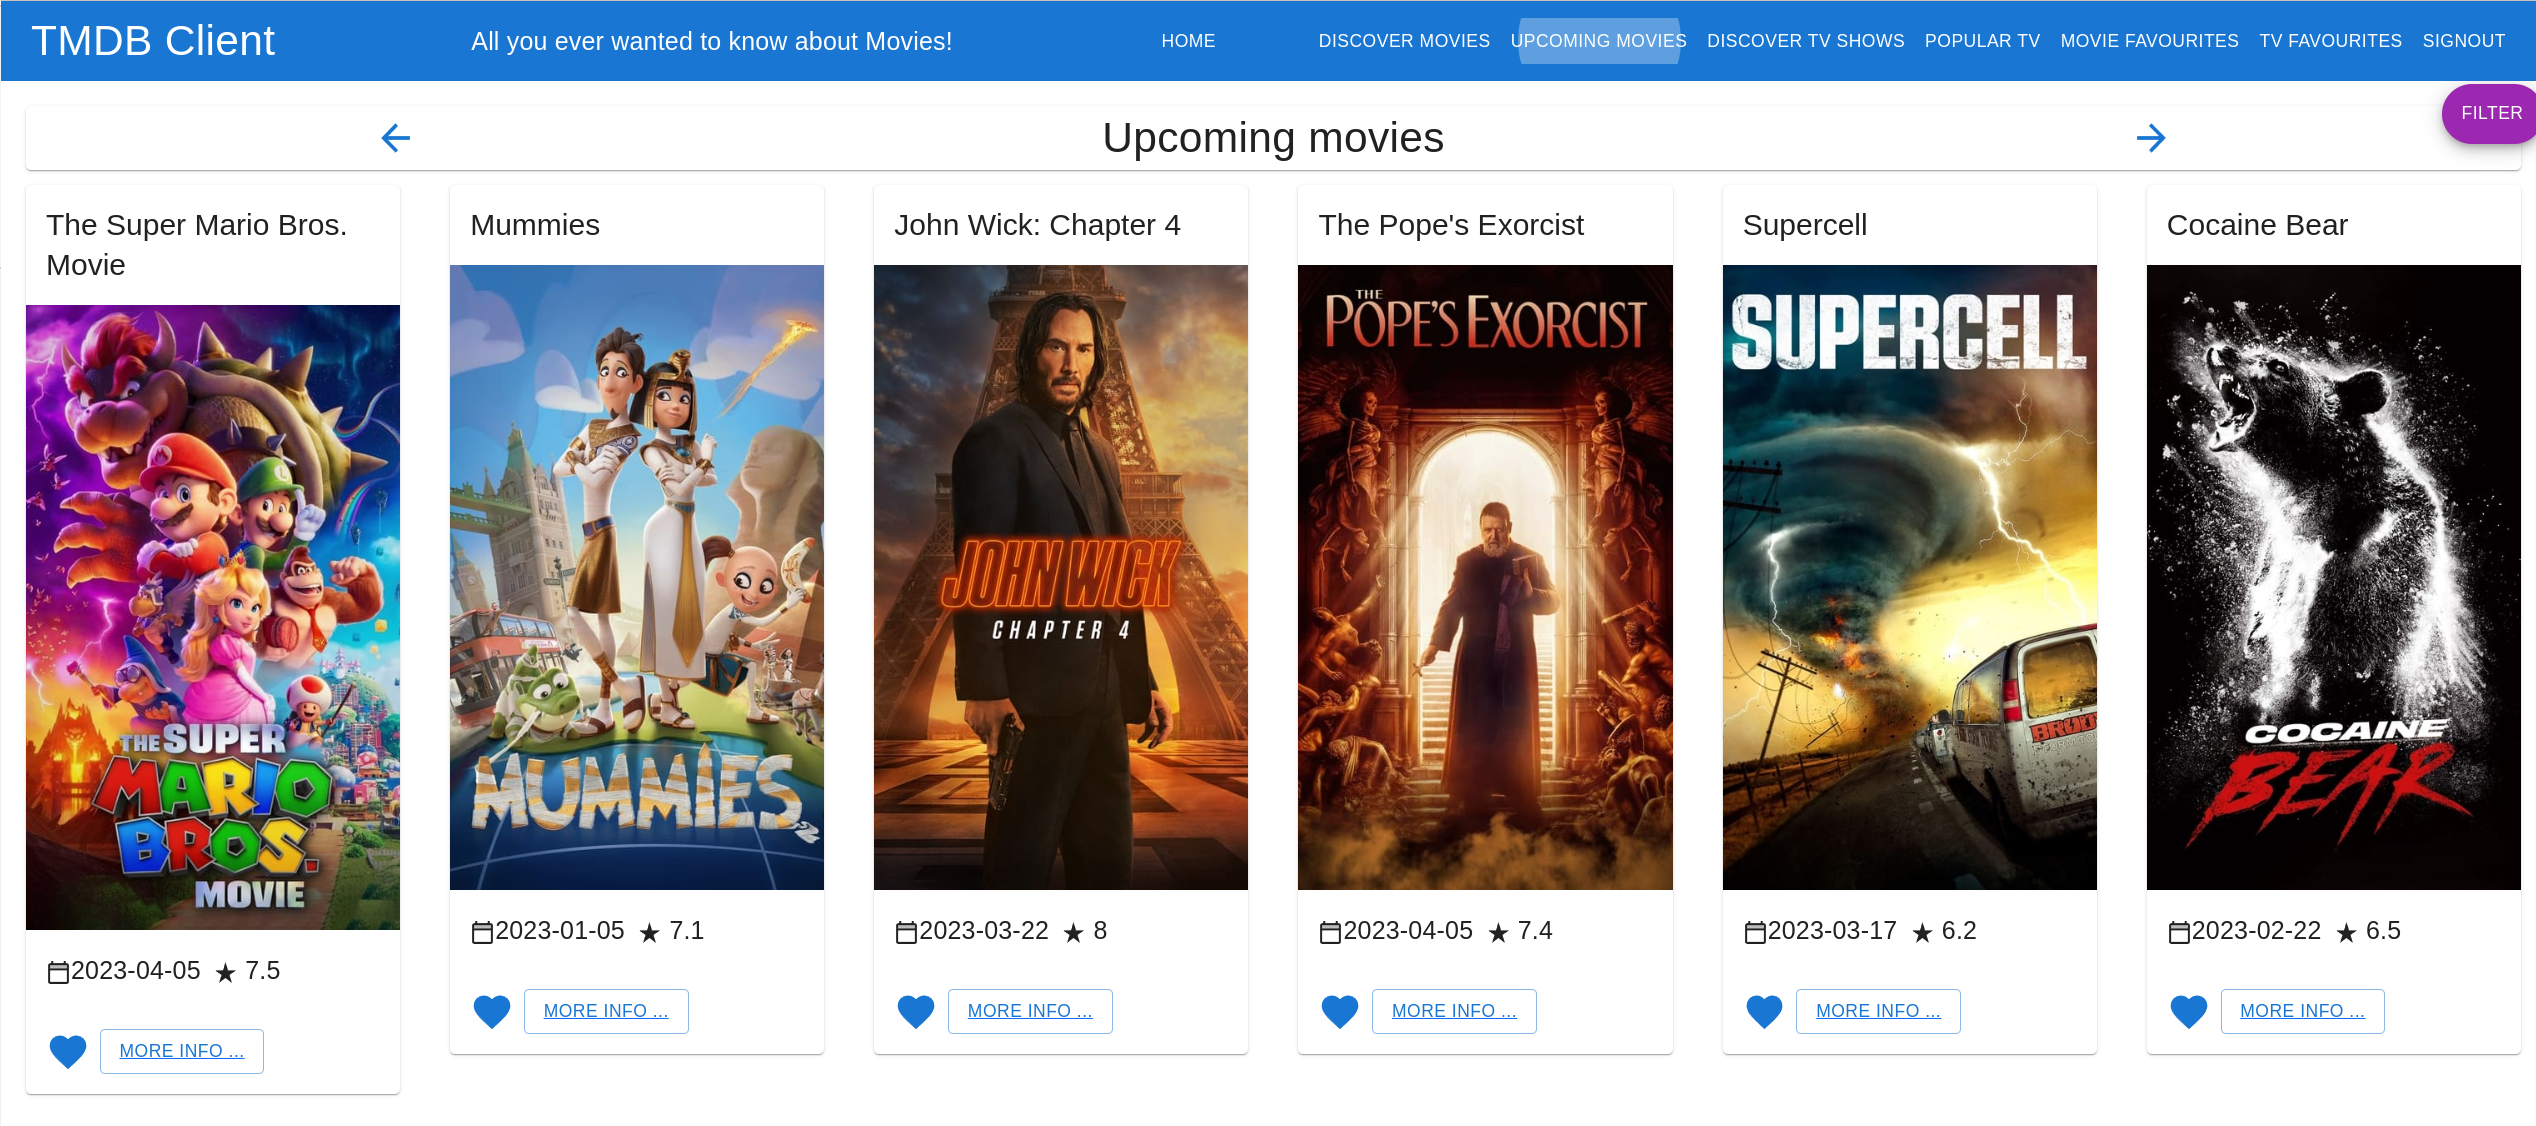 TMDB Client
All you ever wanted to know about Movies!
HOME
DISCOVER MOVIES
UPCOMING MOVIES
DISCOVER TV SHOWS
POPULAR TV
MOVIE FAVOURITES
TV FAVOURITES
SIGNOUT
Upcoming movies
FILTER
The Super Mario Bros.
Movie
THE SUPER
MARIO
BROS.
MOVIE
2023-04-05 ★ 7.5
MORE INFO ...
Mummies
MUMMIES
2023-01-05 ★ 7.1
MORE INFO ...
John Wick: Chapter 4
JOHN WICK
CHAPTER 4
2023-03-22 ★ 8
MORE INFO ...
The Pope's Exorcist
THE
POPE'S EXORCIST
2023-04-05 ★ 7.4
MORE INFO ...
Supercell
SUPERCELL
2023-03-17 ★ 6.2
MORE INFO ...
Cocaine Bear
COCAINE
BEAR
2023-02-22 ★ 6.5
MORE INFO ...